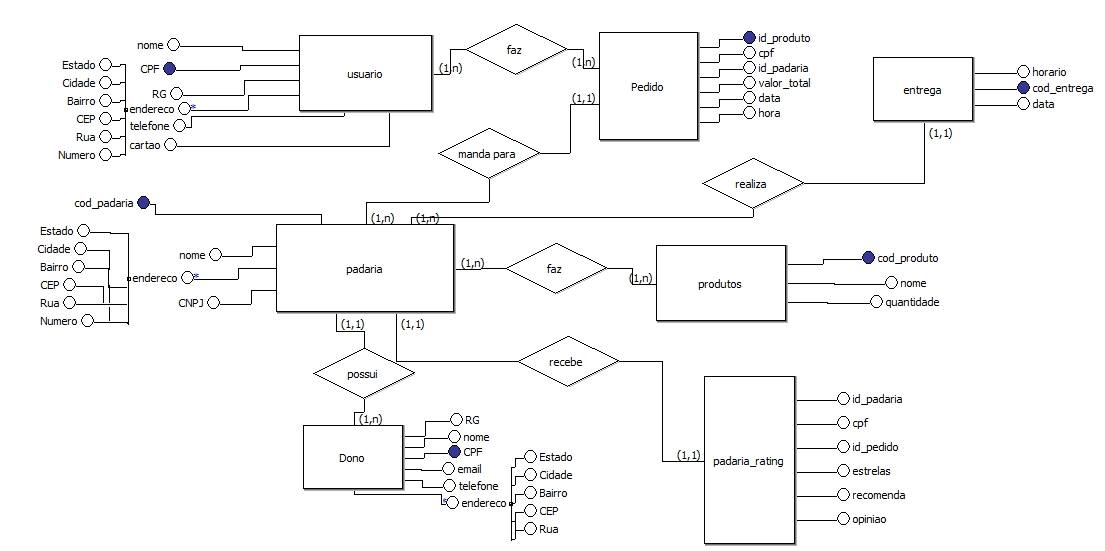 nome
CPF
RG
endereco
*
telefone
cartao
Estado
Cidade
Bairro
CEP
Rua
Numero
usuario
(1,n)
faz
(1,n)
Pedido
id_produto
cpf
id_padaria
valor_total
data
hora
(1,1)
manda para
(1,n)
entrega
horario
cod_entrega
data
(1,1)
realiza
(1,n)
cod_padaria
nome
endereco
*
CNPJ
Estado
Cidade
Bairro
CEP
Rua
Numero
padaria
(1,n)
faz
(1,n)
produtos
cod_produto
nome
quantidade
(1,1)
(1,1)
possui
(1,n)
recebe
(1,1)
Dono
RG
nome
CPF
email
telefone
endereco
Estado
Cidade
Bairro
CEP
Rua
padaria_rating
id_padaria
cpf
id_pedido
estrelas
recomenda
opiniao